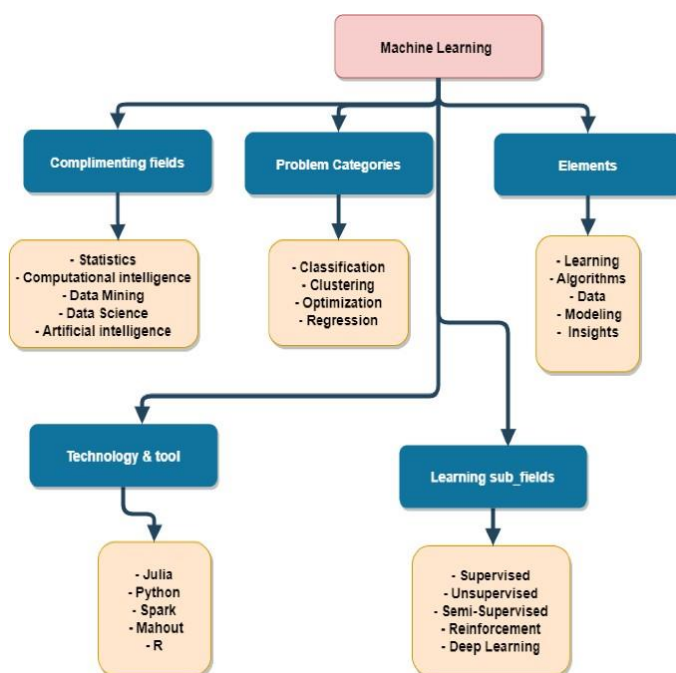 Machine Learning
Complimenting fields
Problem Categories
Elements
- Statistics
- Computational intelligence
- Data Mining
- Data Science
- Artificial intelligence
- Classification
- Clustering
- Optimization
- Regression
- Learning
- Algorithms
- Data
- Modeling
- Insights
Technology & tool
Learning sub_fields
- Julia
- Python
- Spark
- Mahout
- R
- Supervised
- Unsupervised
- Semi-Supervised
- Reinforcement
- Deep Learning